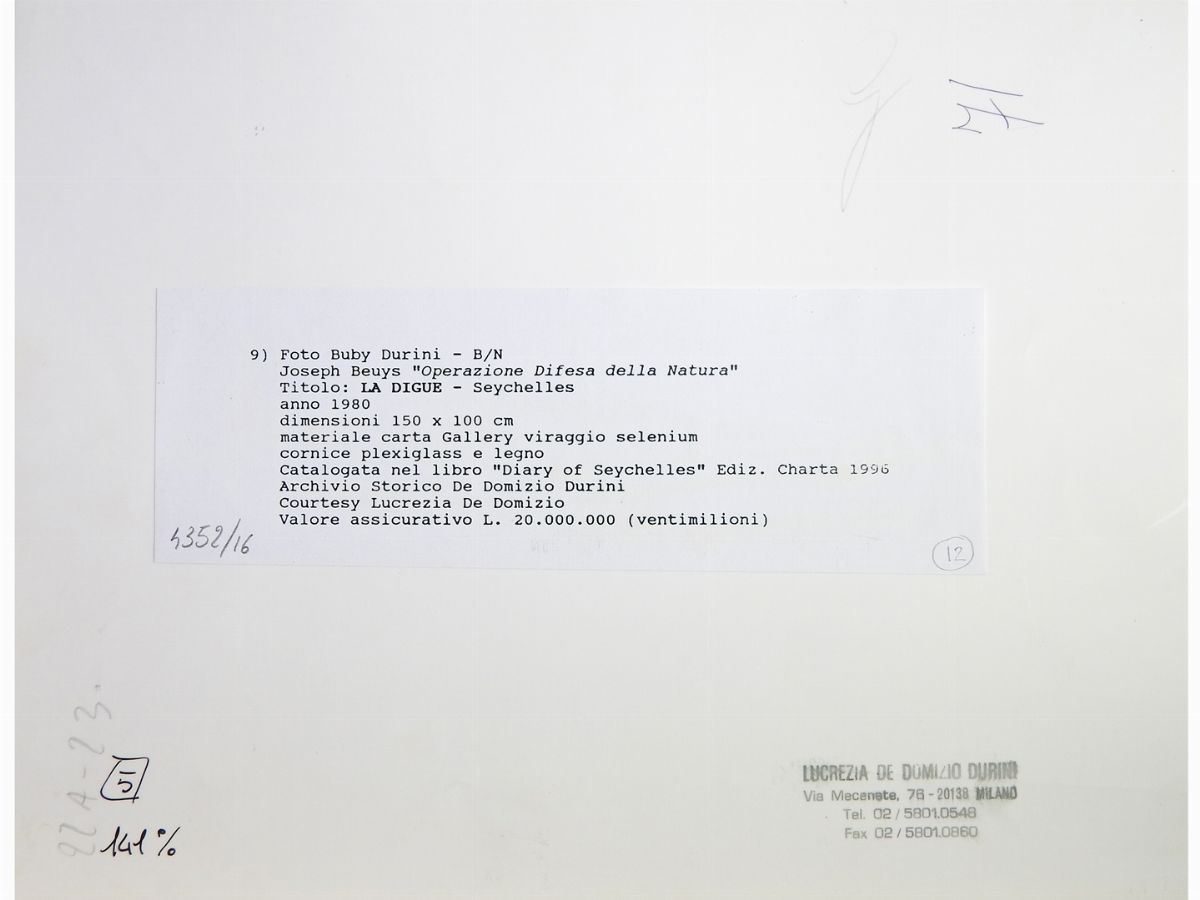 9) Foto Buby Durini - B/N
Joseph Beuys "Operazione Difesa della Natura"
Titolo: LA DIGUE - Seychelles
anno 1980
dimensioni 150 x 100 cm
materiale carta Gallery viraggio selenium
cornice plexiglass e legno
Catalogata nel libro "Diary of Seychelles" Ediz. Charta 1996
Archivio Storico De Domizio Durini
Courtesy Lucrezia De Domizio
Valore assicurativo L. 20.000.000 (ventimilioni)
4352/16
12
22A-23.
5
141%
LUCREZIA DE DOMIZIO DURINI
Via Mecenate, 76 - 20138 MILANO
Tel. 02 / 5801.0548
Fax 02 / 5801.0860